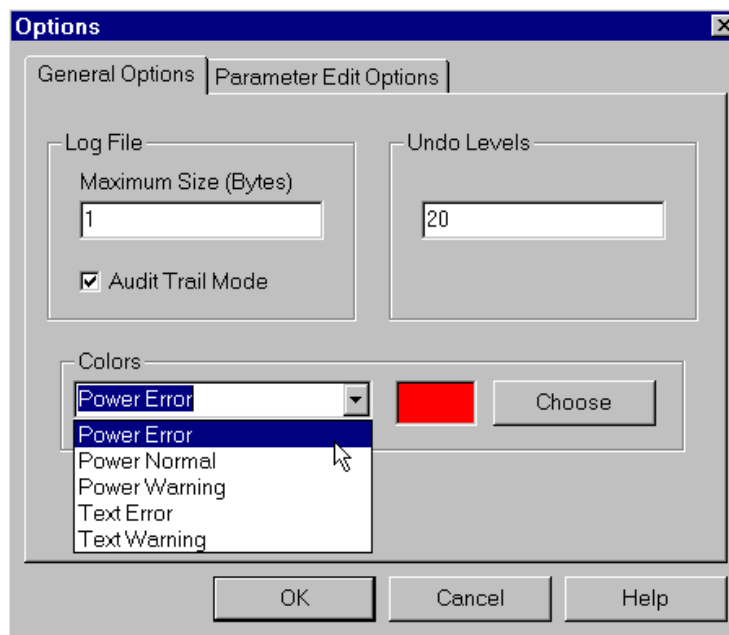 Options
General Options
Parameter Edit Options
Log File
Maximum Size (Bytes)
1
Audit Trail Mode
Undo Levels
20
Colors
Power Error
Choose
Power Error
Power Normal
Power Warning
Text Error
Text Warning
OK
Cancel
Help